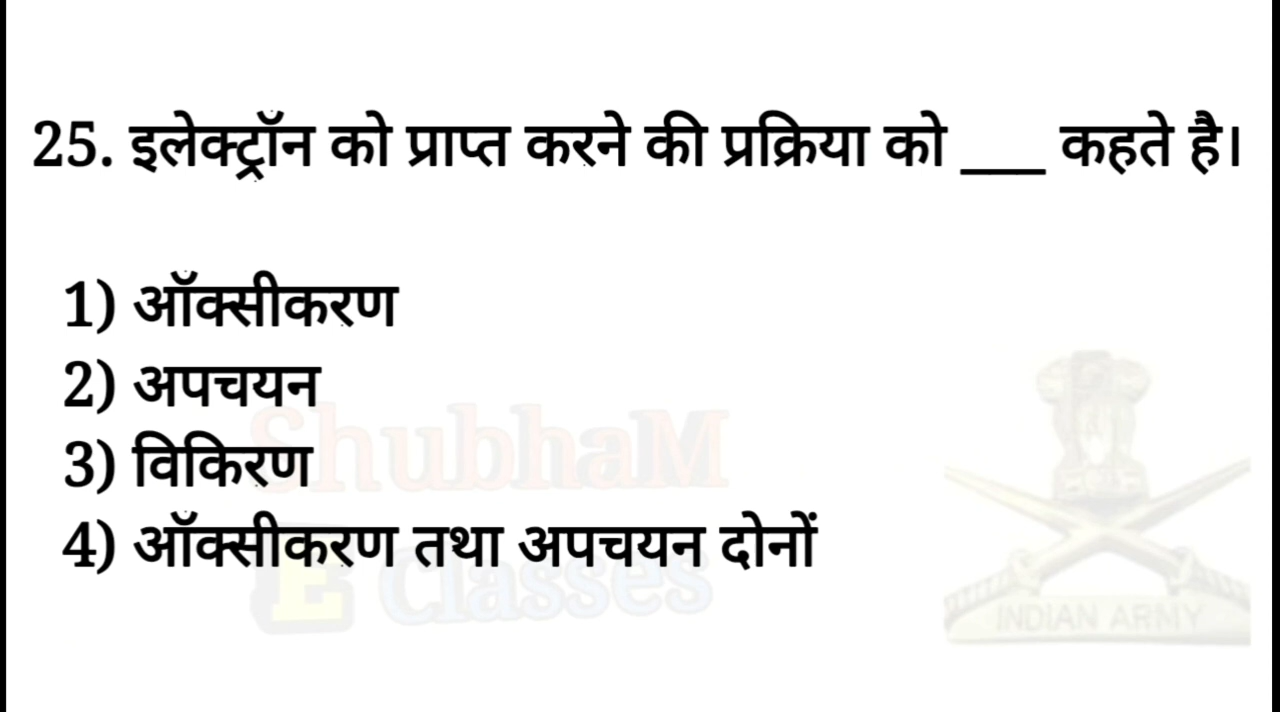 25. इलेक्ट्रॉन को प्राप्त करने की प्रक्रिया को ___ कहते है।
1) ऑक्सीकरण
2) अपचयन
3) विकिरण
4) ऑक्सीकरण तथा अपचयन दोनों
ShubhaM
E Classes
INDIAN ARMY